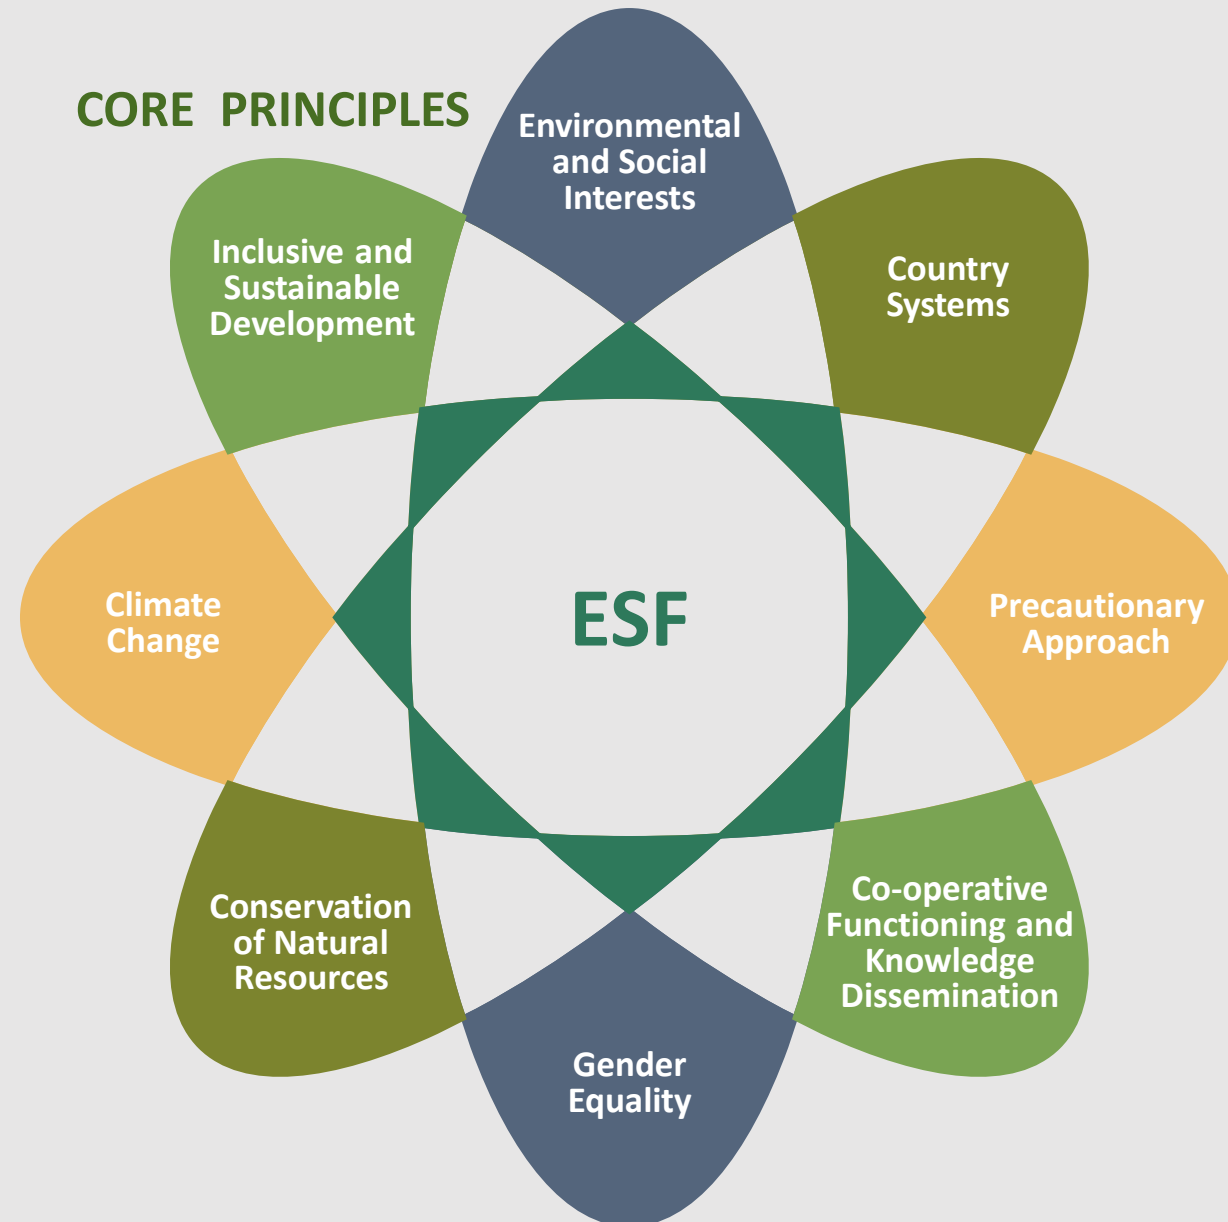 CORE PRINCIPLES
Environmental
and Social
Interests
Country
Systems
Precautionary
Approach
Co-operative
Functioning and
Knowledge
Dissemination
Gender
Equality
Conservation
of Natural
Resources
Climate
Change
Inclusive and
Sustainable
Development
ESF